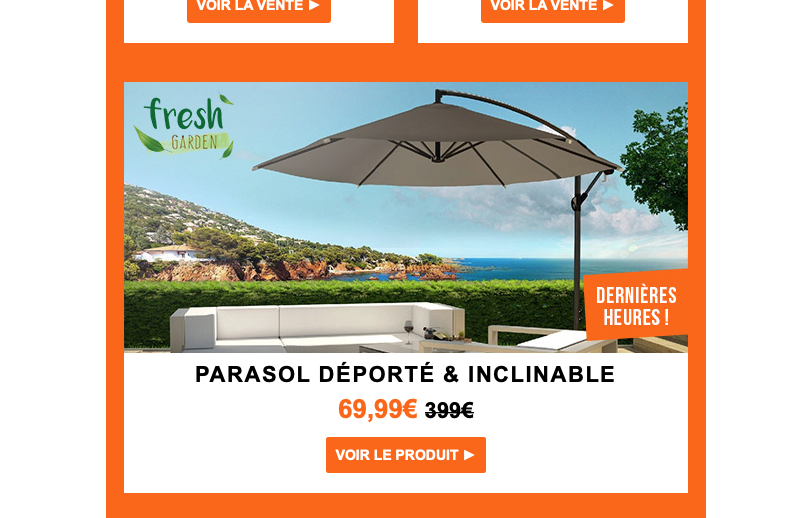 VOIR LA VENTE ►
VOIR LA VENTE ►
fresh
GARDEN
DERNIÈRES
HEURES !
PARASOL DÉPORTÉ & INCLINABLE
69,99€ 399€
VOIR LE PRODUIT ►